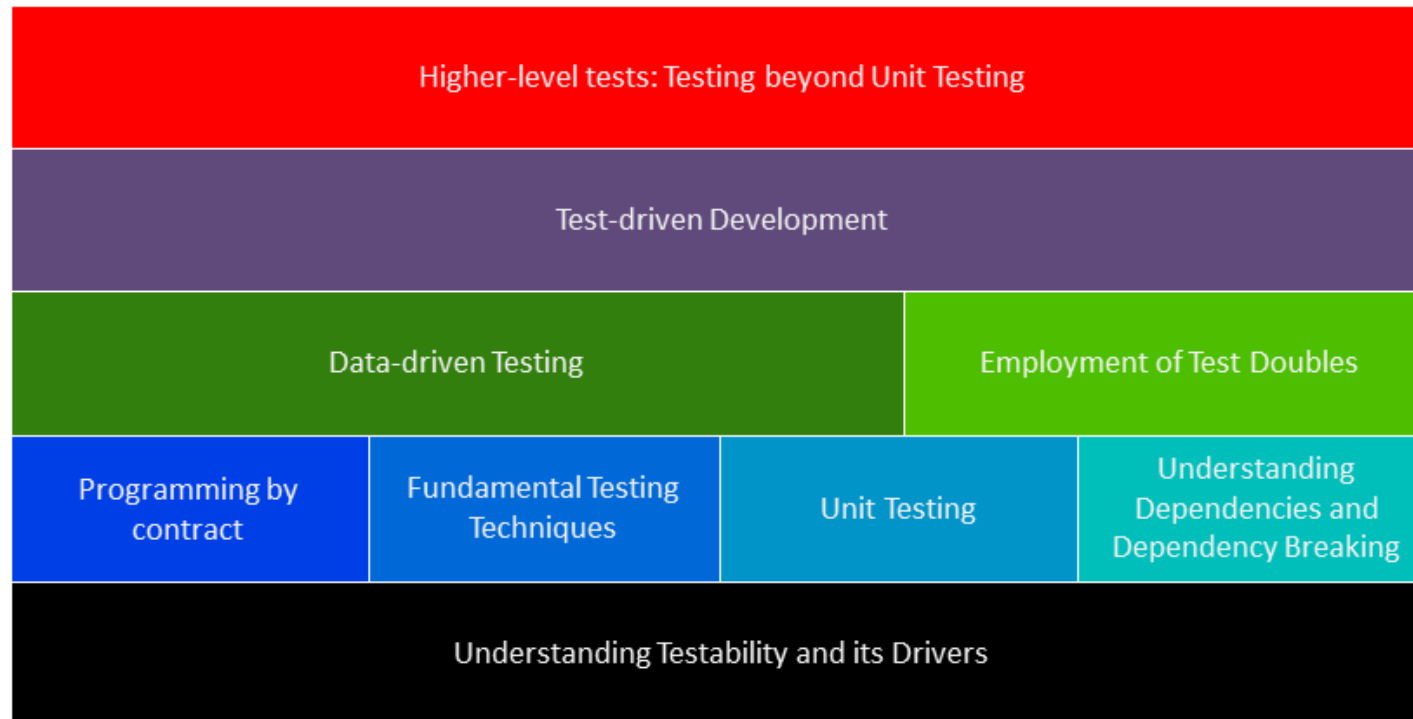 Higher-level tests: Testing beyond Unit Testing
Test-driven Development
Data-driven Testing
Employment of Test Doubles
Programming by
contract
Fundamental Testing
Techniques
Unit Testing
Understanding
Dependencies and
Dependency Breaking
Understanding Testability and its Drivers